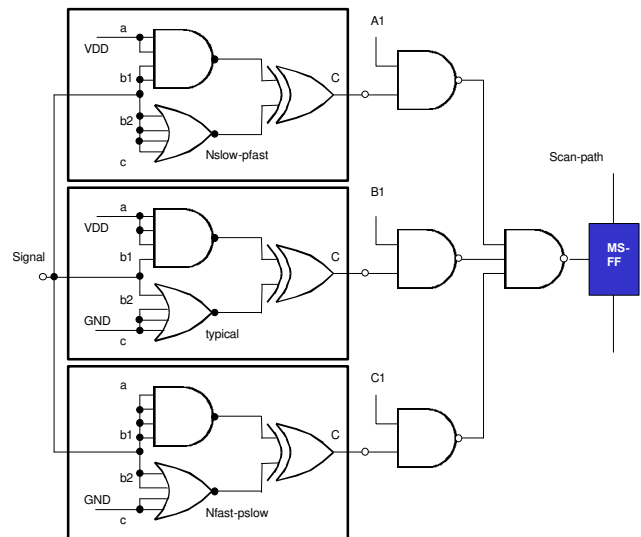 a
VDD
b1
b2
c
C
Nslow-pfast
A1
Scan-path
a
VDD
b1
b2
GND
c
C
typical
B1
Signal
MS-
FF
a
b1
b2
GND
c
C
Nfast-pslow
C1